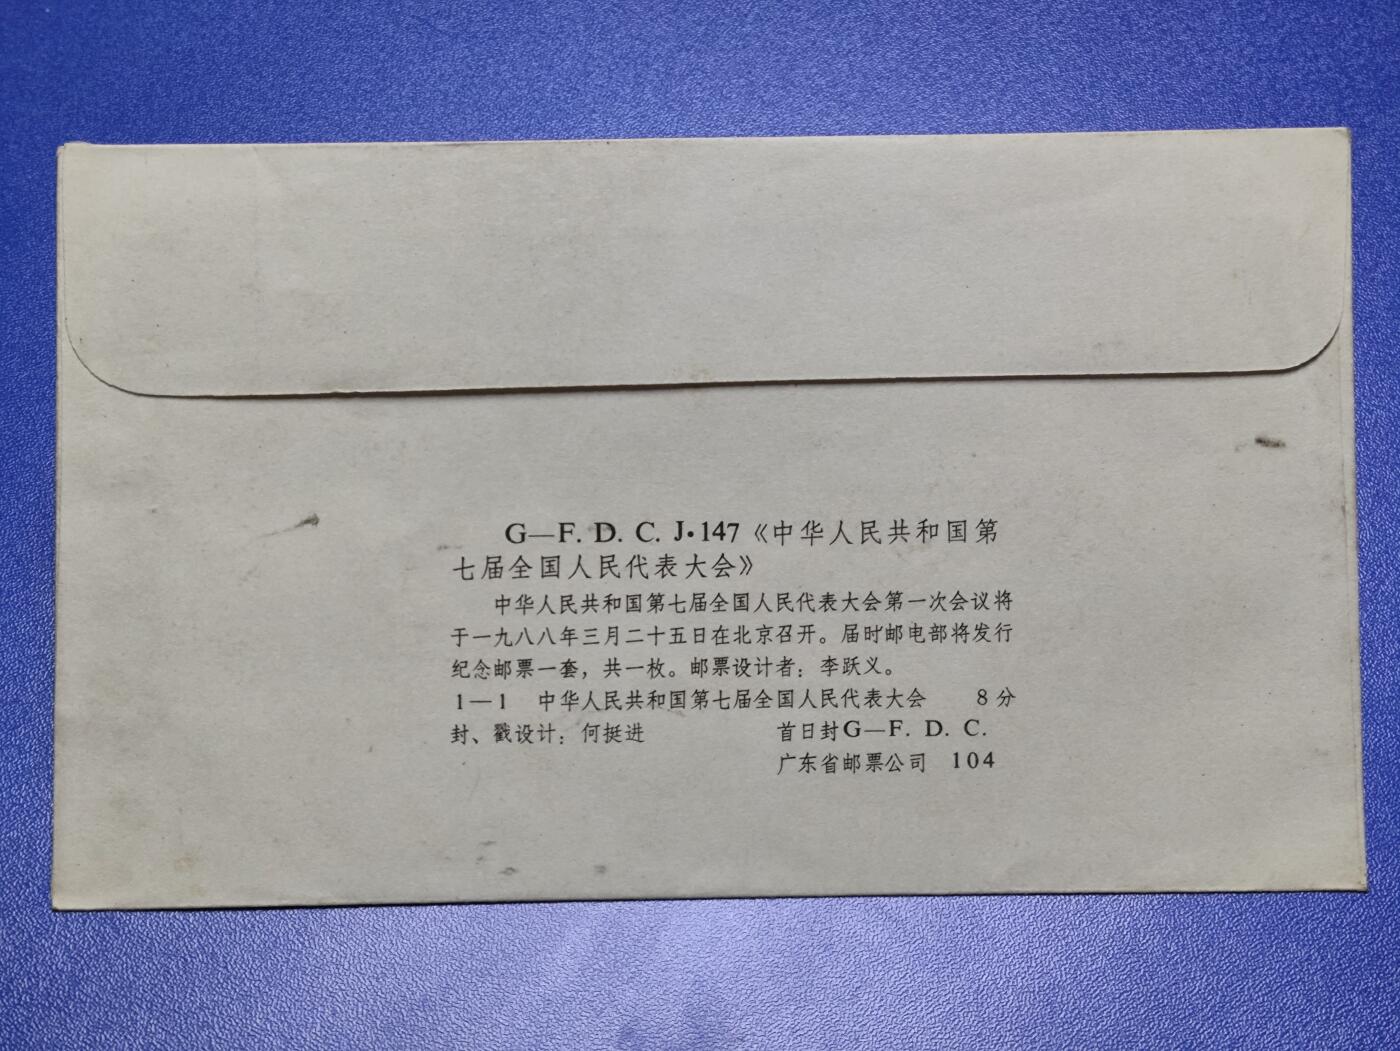 G—F. D. C. J·147《中华人民共和国第
七届全国人民代表大会》
中华人民共和国第七届全国人民代表大会第一次会议将
于一九八八年三月二十五日在北京召开。届时邮电部将发行
纪念邮票一套，共一枚。邮票设计者：李跃义。
1—1 中华人民共和国第七届全国人民代表大会 8分
封、戳设计：何挺进 首日封G—F. D. C.
广东省邮票公司 104